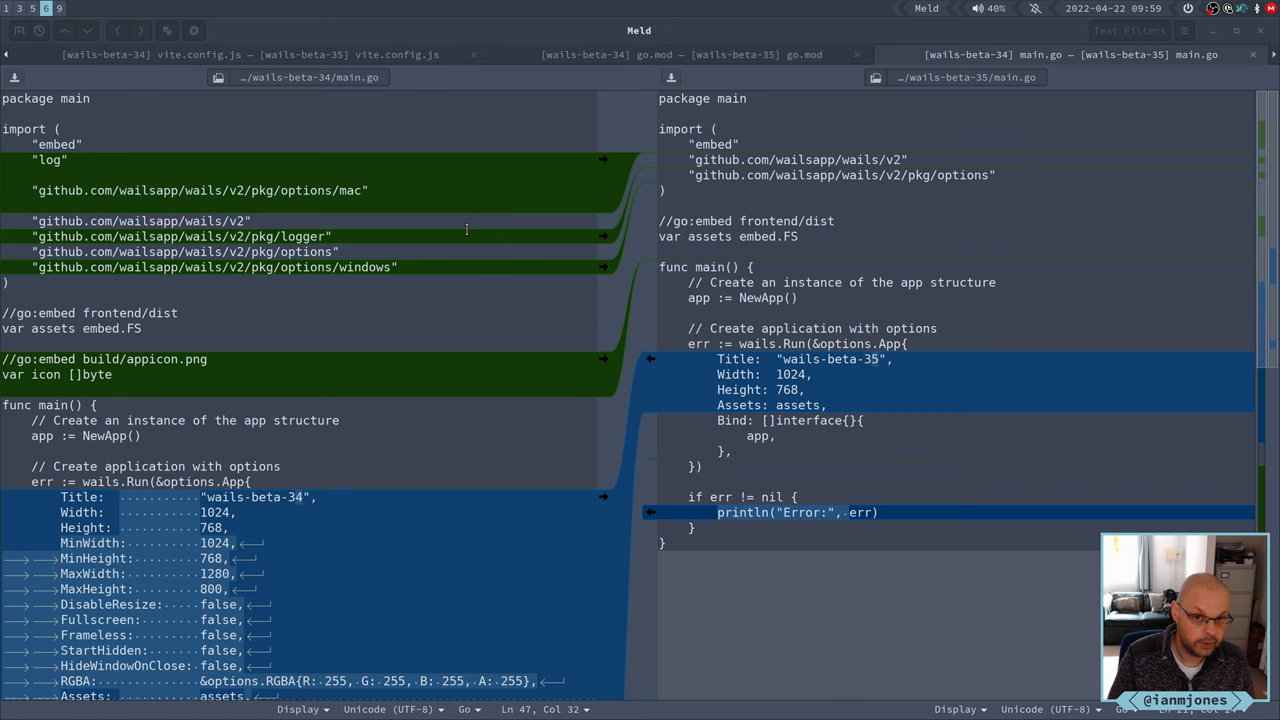 1 3 5 6 9
Meld 40% 2022-04-22 09:59
Meld
Text Filters
[wails-beta-34] vite.config.js — [wails-beta-35] vite.config.js
[wails-beta-34] go.mod — [wails-beta-35] go.mod
[wails-beta-34] main.go — [wails-beta-35] main.go
.../wails-beta-34/main.go
.../wails-beta-35/main.go
package main
import (
"embed"
"log"
"github.com/wailsapp/wails/v2/pkg/options/mac"
"github.com/wailsapp/wails/v2"
"github.com/wailsapp/wails/v2/pkg/logger"
"github.com/wailsapp/wails/v2/pkg/options"
"github.com/wailsapp/wails/v2/pkg/options/windows"
)
//go:embed frontend/dist
var assets embed.FS
//go:embed build/appicon.png
var icon []byte
func main() {
// Create an instance of the app structure
app := NewApp()
// Create application with options
err := wails.Run(&options.App{
Title: "wails-beta-34",
Width: 1024,
Height: 768,
MinWidth: 1024,
MinHeight: 768,
MaxWidth: 1280,
MaxHeight: 800,
DisableResize: false,
Fullscreen: false,
Frameless: false,
StartHidden: false,
HideWindowOnClose: false,
RGBA: &options.RGBA{R: 255, G: 255, B: 255, A: 255},
Assets: assets,
package main
import (
"embed"
"github.com/wailsapp/wails/v2"
"github.com/wailsapp/wails/v2/pkg/options"
)
//go:embed frontend/dist
var assets embed.FS
func main() {
// Create an instance of the app structure
app := NewApp()
// Create application with options
err := wails.Run(&options.App{
Title: "wails-beta-35",
Width: 1024,
Height: 768,
Assets: assets,
Bind: []interface{}{
app,
},
})
if err != nil {
println("Error:", err)
}
}
Display Unicode (UTF-8) Go Ln 47, Col 32
Display Unicode (UTF-8) Go
@ianmjones